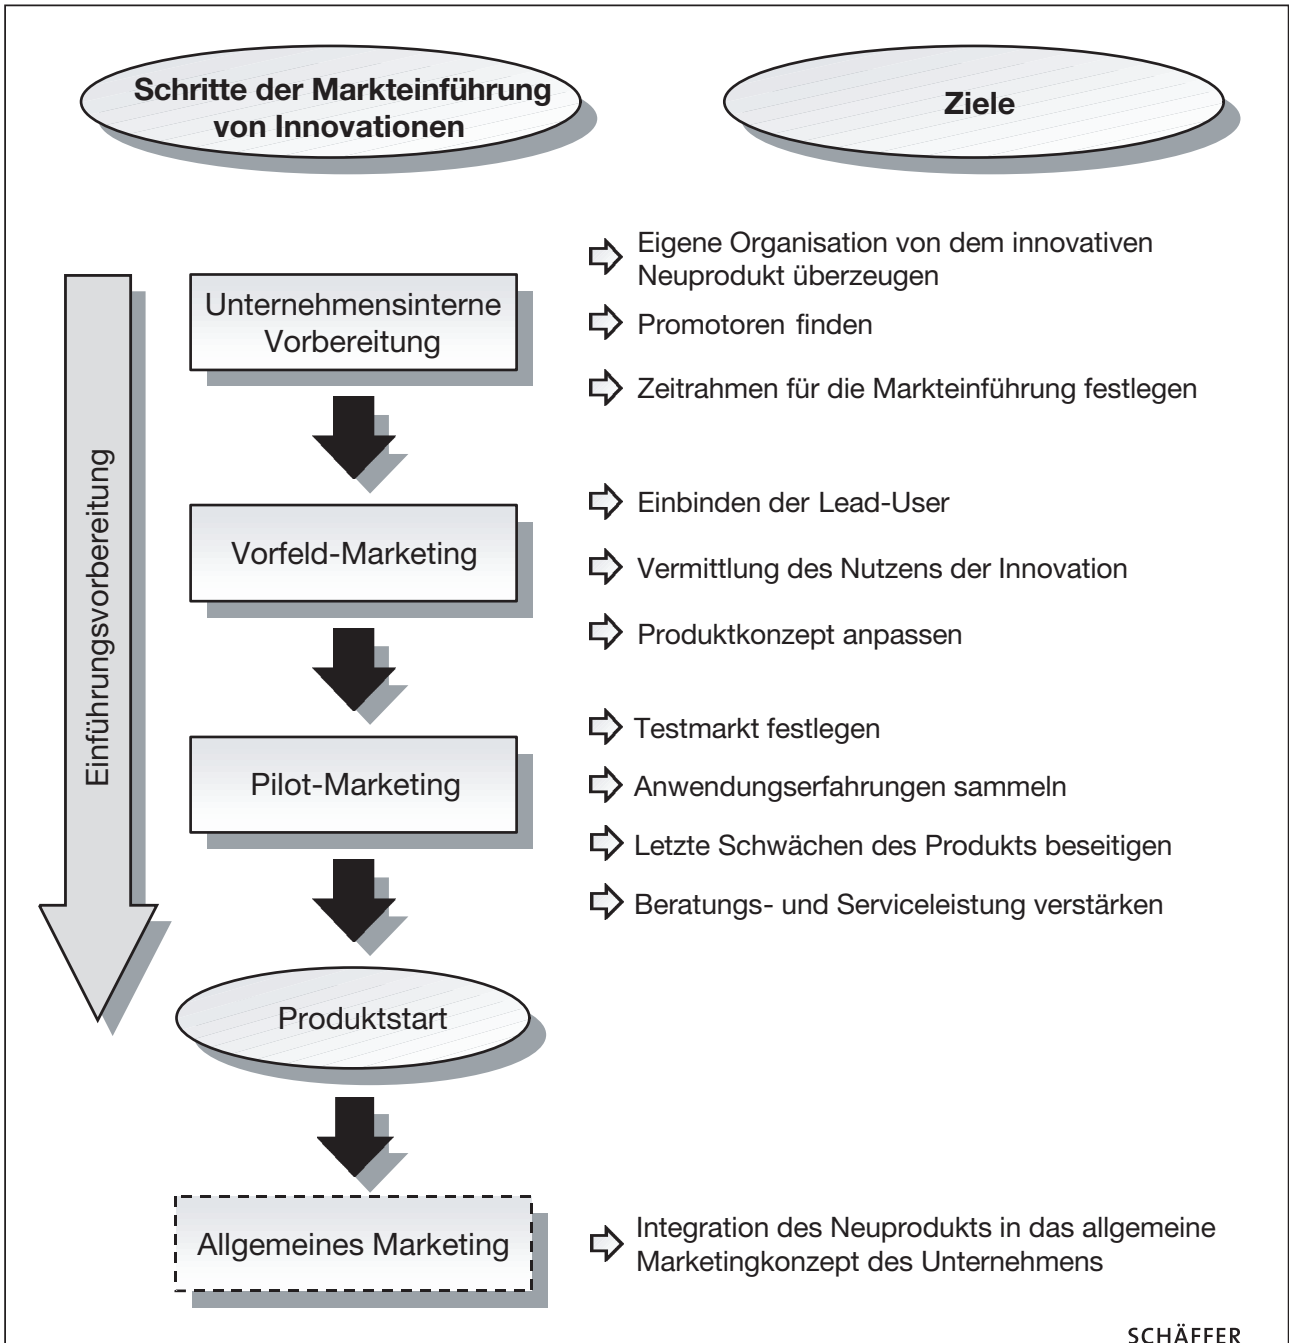 Schritte der Markteinführung
von Innovationen
Ziele
Einführungsvorbereitung
Unternehmensinterne
Vorbereitung
Eigene Organisation von dem innovativen
Neuprodukt überzeugen
Promotoren finden
Zeitrahmen für die Markteinführung festlegen
Vorfeld-Marketing
Einbinden der Lead-User
Vermittlung des Nutzens der Innovation
Produktkonzept anpassen
Pilot-Marketing
Testmarkt festlegen
Anwendungserfahrungen sammeln
Letzte Schwächen des Produkts beseitigen
Beratungs- und Serviceleistung verstärken
Produktstart
Allgemeines Marketing
Integration des Neuprodukts in das allgemeine
Marketingkonzept des Unternehmens
SCHÄFFER